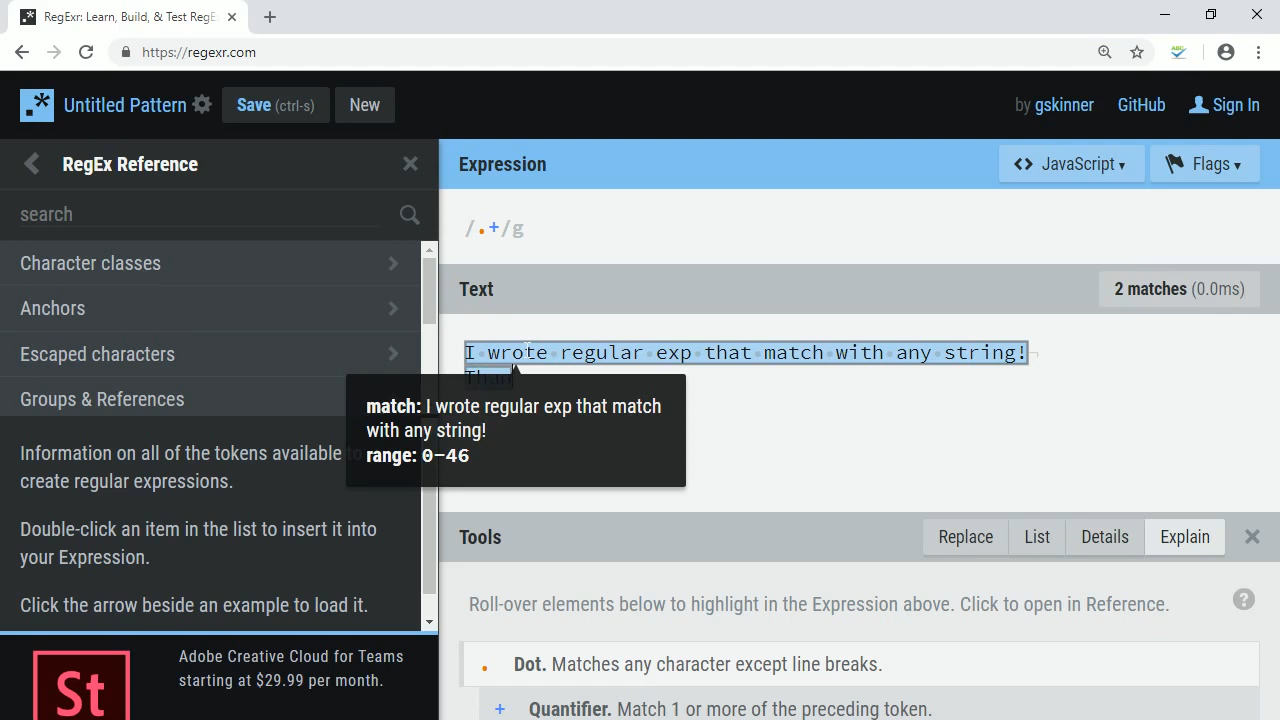 RegExr: Learn, Build, & Test RegE
https://regexr.com
ABC
.*
Untitled Pattern
Save (ctrl-s)
New
by gskinner
GitHub
Sign In
RegEx Reference
search
Character classes
Anchors
Escaped characters
Groups & References
Information on all of the tokens available to
create regular expressions.
Double-click an item in the list to insert it into
your Expression.
Click the arrow beside an example to load it.
St
Adobe Creative Cloud for Teams
starting at $29.99 per month.
Expression
<> JavaScript
Flags
/.+/g
Text
2 matches (0.0ms)
I wrote regular exp that match with any string!
Than
match: I wrote regular exp that match
with any string!
range: 0-46
Tools
Replace
List
Details
Explain
Roll-over elements below to highlight in the Expression above. Click to open in Reference.
?
. Dot. Matches any character except line breaks.
+ Quantifier. Match 1 or more of the preceding token.